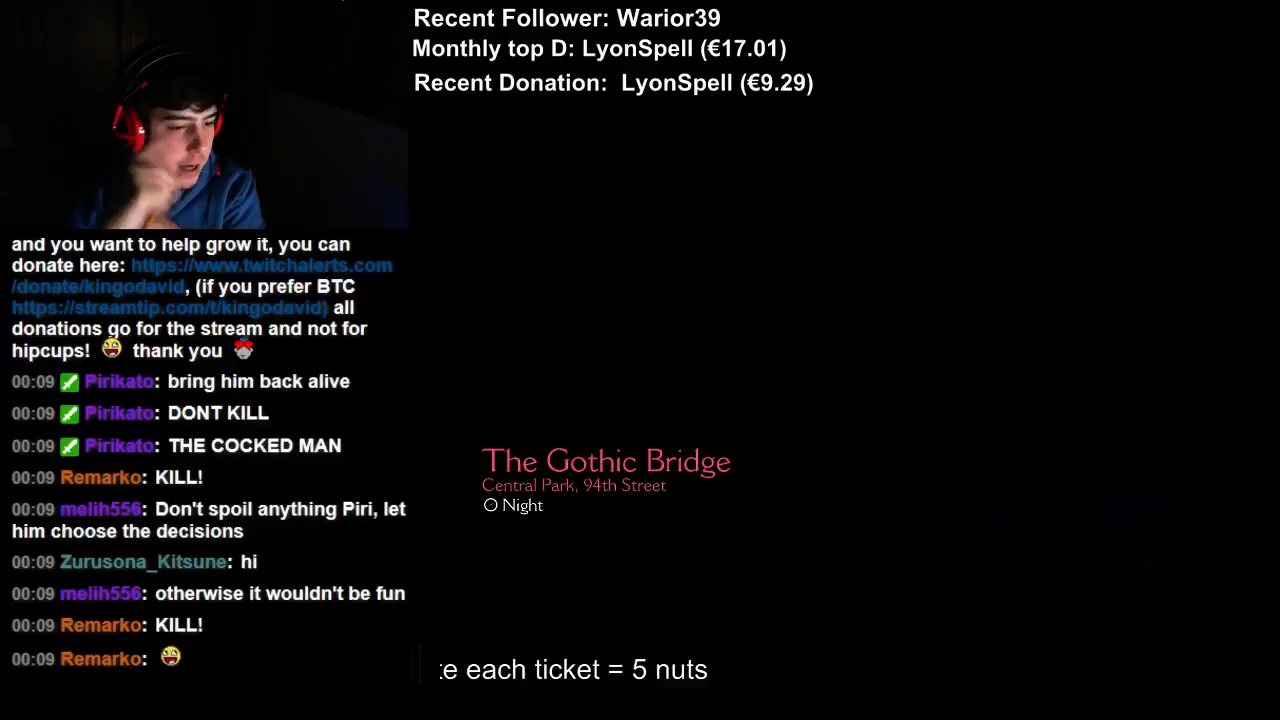 Recent Follower: Warior39
Monthly top D: LyonSpell (€17.01)
Recent Donation: LyonSpell (€9.29)
and you want to help grow it, you can
donate here: https://www.twitchalerts.com
/donate/kingodavid, (if you prefer BTC
https://streamtip.com/t/kingodavid) all
donations go for the stream and not for
hipcups! thank you
00:09 Pirikato: bring him back alive
00:09 Pirikato: DONT KILL
00:09 Pirikato: THE COCKED MAN
00:09 Remarko: KILL!
00:09 melih556: Don't spoil anything Piri, let
him choose the decisions
00:09 Zurusona_Kitsune: hi
00:09 melih556: otherwise it wouldn't be fun
00:09 Remarko: KILL!
00:09 Remarko:
The Gothic Bridge
Central Park, 94th Street
Night
e each ticket = 5 nuts